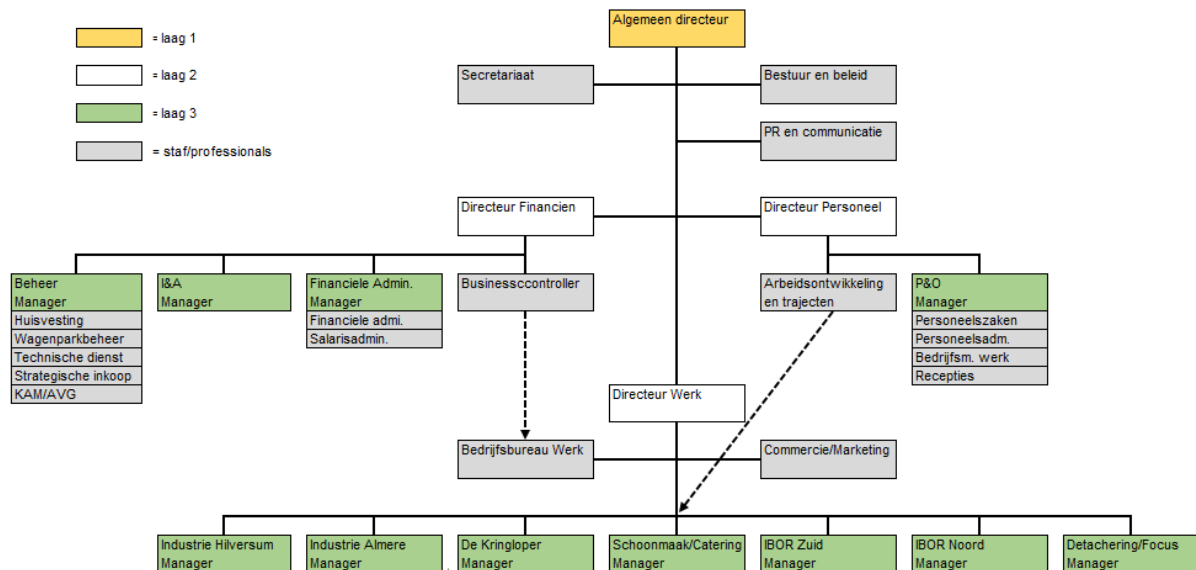 Algemeen directeur
= laag 1
= laag 2
= laag 3
= staf/professionals
Secretariaat
Bestuur en beleid
PR en communicatie
Directeur Financien
Directeur Personeel
Beheer
Manager
Huisvesting
Wagenparkbeheer
Technische dienst
Strategische inkoop
KAM/AVG
I&A
Manager
Financiele Admin.
Manager
Financiele admi.
Salarisadmin.
Businessccontroller
Arbeidsontwikkeling
en trajecten
P&O
Manager
Personeelszaken
Personeelsadm.
Bedrijfsm. werk
Recepties
Directeur Werk
Bedrijfsbureau Werk
Commercie/Marketing
Industrie Hilversum
Manager
Industrie Almere
Manager
De Kringloper
Manager
Schoonmaak/Catering
Manager
IBOR Zuid
Manager
IBOR Noord
Manager
Detachering/Focus
Manager